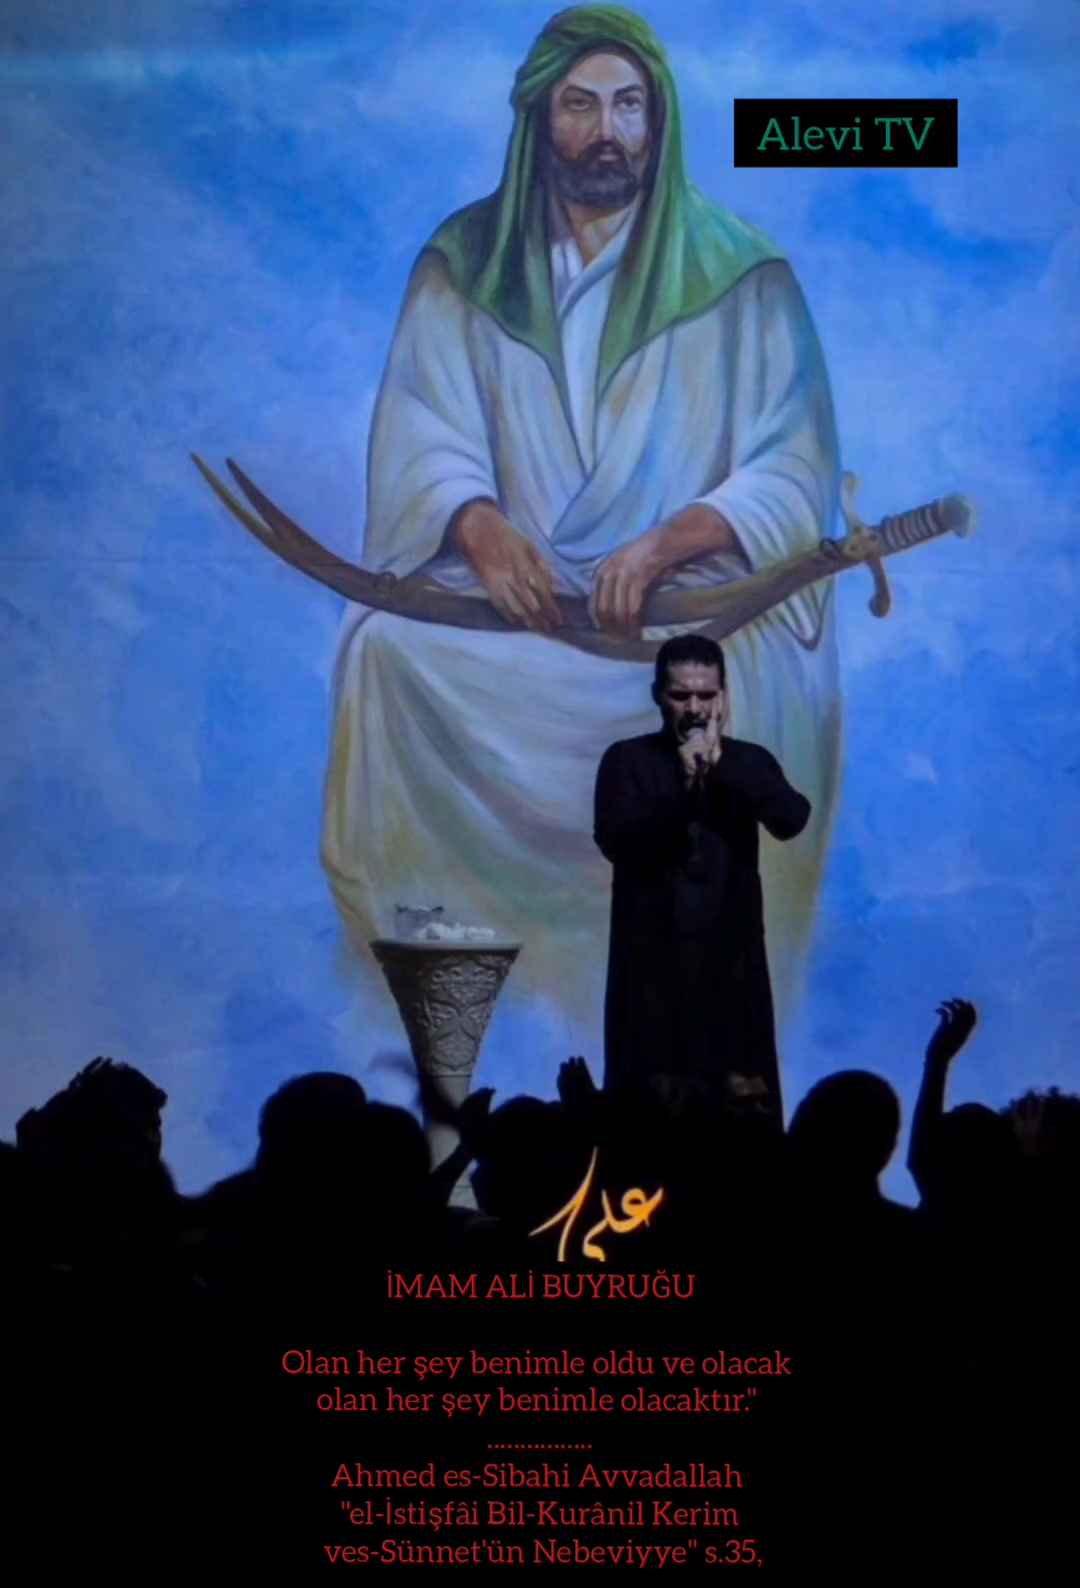 Alevi TV
علي
İMAM ALİ BUYRUĞU
Olan her şey benimle oldu ve olacak
olan her şey benimle olacaktır."
................
Ahmed es-Sibahi Avvadallah
"el-İstişfâi Bil-Kurânil Kerim
ves-Sünnet'ün Nebeviyye" s.35,